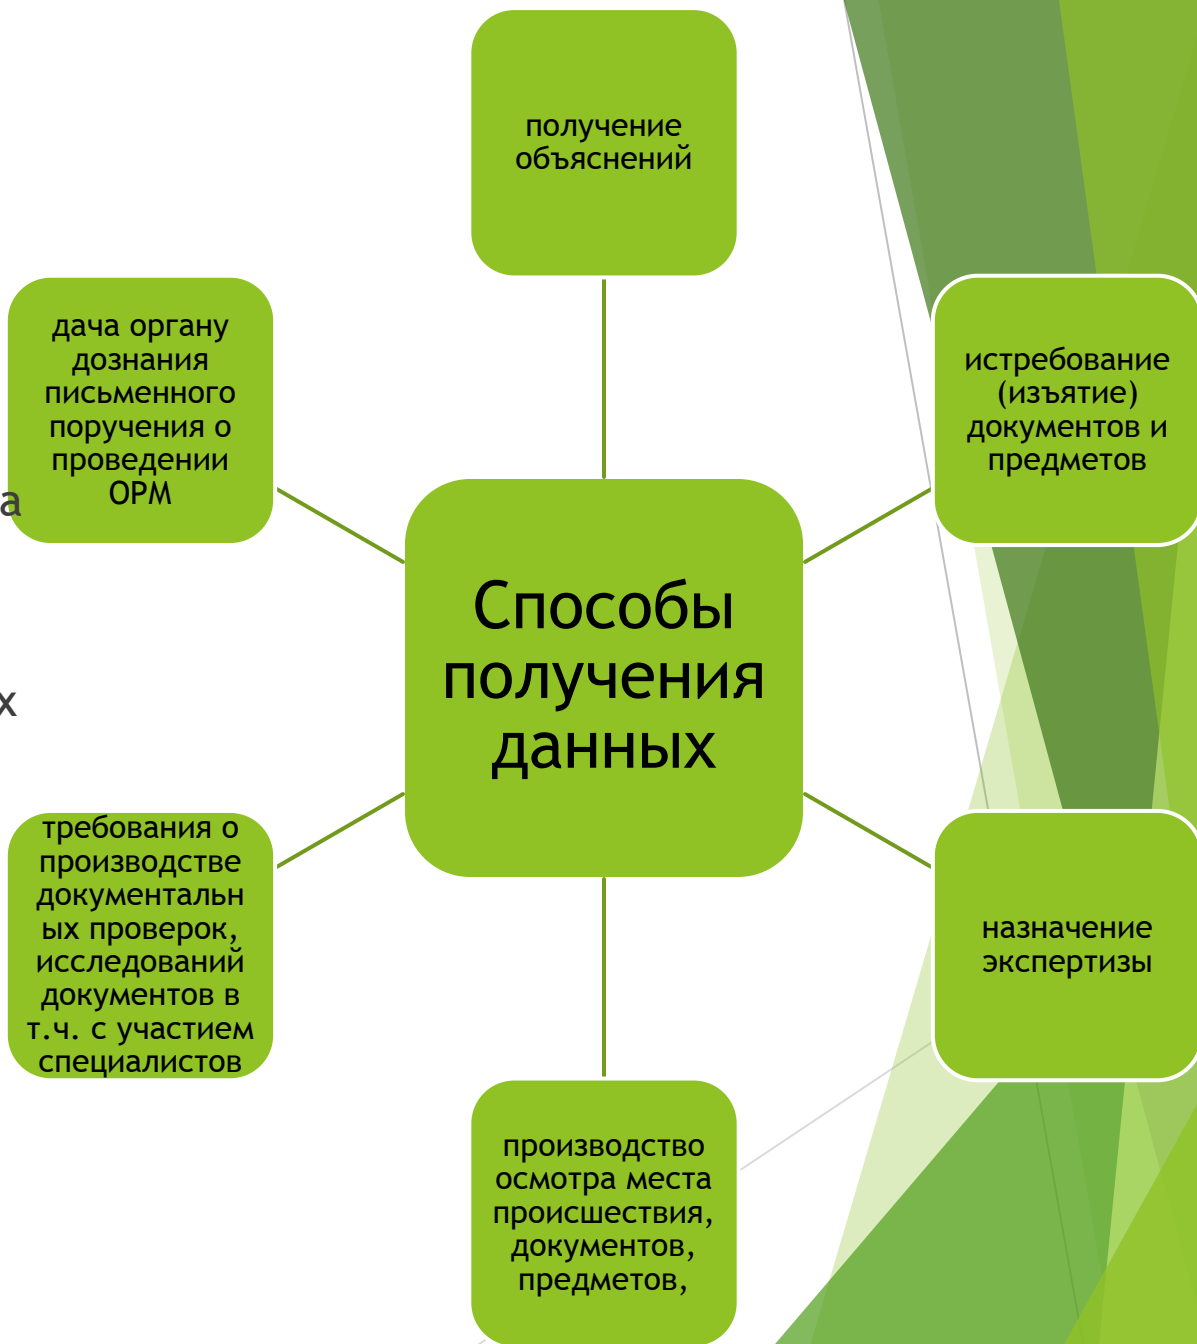 получение
объяснений
истребование
(изъятие)
документов и
предметов
назначение
экспертизы
производство
осмотра места
происшествия,
документов,
предметов,
требования о
производстве
документальн
ых проверок,
исследований
документов в
т.ч. с участием
специалистов
дача органу
дознания
письменного
поручения о
проведении
ОРМ
Способы
получения
данных
а
х